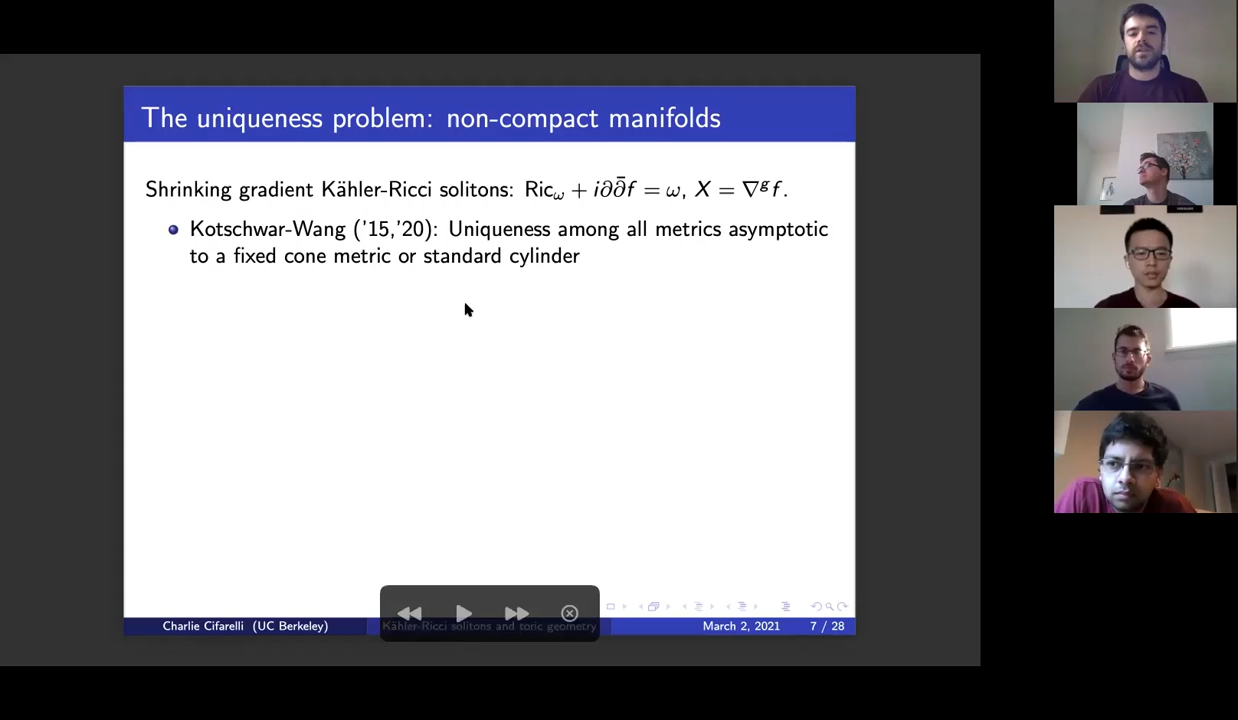 The uniqueness problem: non-compact manifolds
Shrinking gradient Kähler-Ricci solitons: Ric_ω + i∂∂̄f = ω, X = ∇^g f.
Kotschwar-Wang ('15,'20): Uniqueness among all metrics asymptotic
to a fixed cone metric or standard cylinder
Charlie Cifarelli (UC Berkeley)
Kähler-Ricci solitons and toric geometry
March 2, 2021
7 / 28